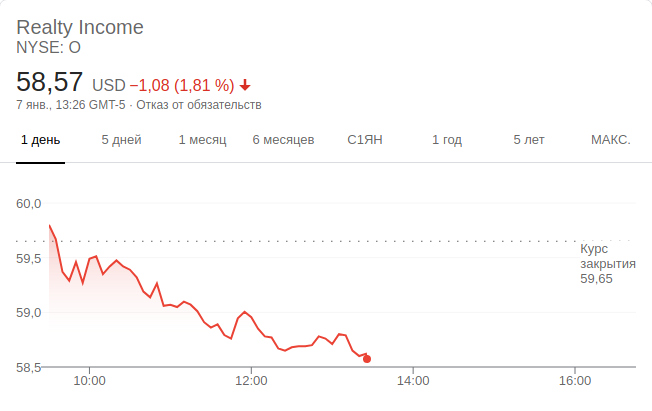 Realty Income
NYSE: O
58,57 USD −1,08 (1,81 %)
7 янв., 13:26 GMT-5 · Отказ от обязательств
1 день 5 дней 1 месяц 6 месяцев С1ЯН 1 год 5 лет МАКС.
60,0
59,5
59,0
58,5
Курс
закрытия
59,65
10:00 12:00 14:00 16:00